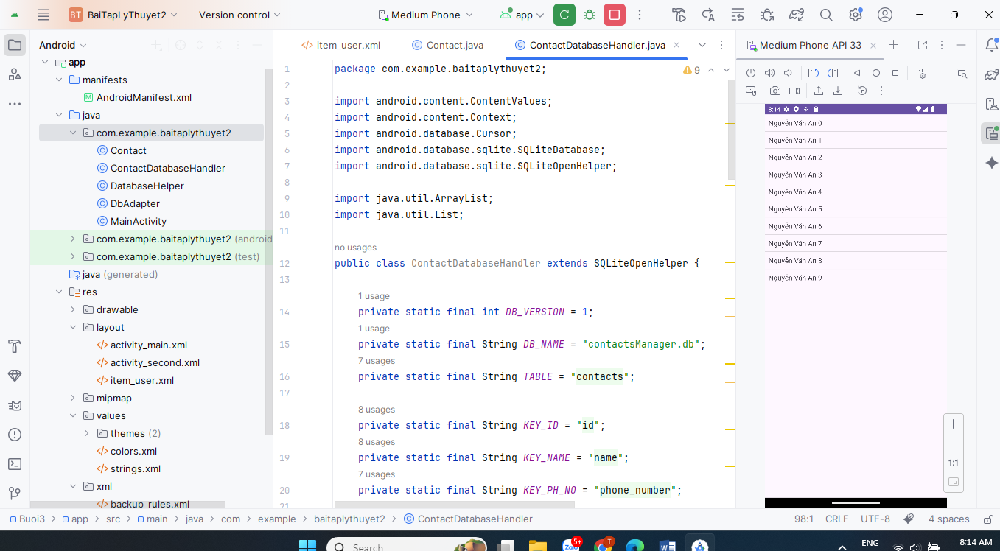 BT BaiTapLyThuyet2 Version control Medium Phone app
Android
app
manifests
AndroidManifest.xml
java
com.example.baitaplythuyet2
Contact
ContactDatabaseHandler
DatabaseHelper
DbAdapter
MainActivity
com.example.baitaplythuyet2 (android
com.example.baitaplythuyet2 (test)
java (generated)
res
drawable
layout
activity_main.xml
activity_second.xml
item_user.xml
mipmap
values
themes (2)
colors.xml
strings.xml
xml
backup_rules.xml
item_user.xml Contact.java ContactDatabaseHandler.java
9
1 package com.example.baitaplythuyet2;
2
3 import android.content.ContentValues;
4 import android.content.Context;
5 import android.database.Cursor;
6 import android.database.sqlite.SQLiteDatabase;
7 import android.database.sqlite.SQLiteOpenHelper;
8
9 import java.util.ArrayList;
10 import java.util.List;
11
no usages
12 public class ContactDatabaseHandler extends SQLiteOpenHelper {
13
1 usage
14 private static final int DB_VERSION = 1;
1 usage
15 private static final String DB_NAME = "contactsManager.db";
7 usages
16 private static final String TABLE = "contacts";
17
8 usages
18 private static final String KEY_ID = "id";
8 usages
19 private static final String KEY_NAME = "name";
7 usages
20 private static final String KEY_PH_NO = "phone_number";
21
Medium Phone API 33
8:14
Nguyễn Văn An 0
Nguyễn Văn An 1
Nguyễn Văn An 2
Nguyễn Văn An 3
Nguyễn Văn An 4
Nguyễn Văn An 5
Nguyễn Văn An 6
Nguyễn Văn An 7
Nguyễn Văn An 8
Nguyễn Văn An 9
1:1
Buoi3 > app > src > main > java > com > example > baitaplythuyet2 > ContactDatabaseHandler
98:1 CRLF UTF-8 4 spaces
Search
Zalo 5+
T
W
ENG
8:14 AM